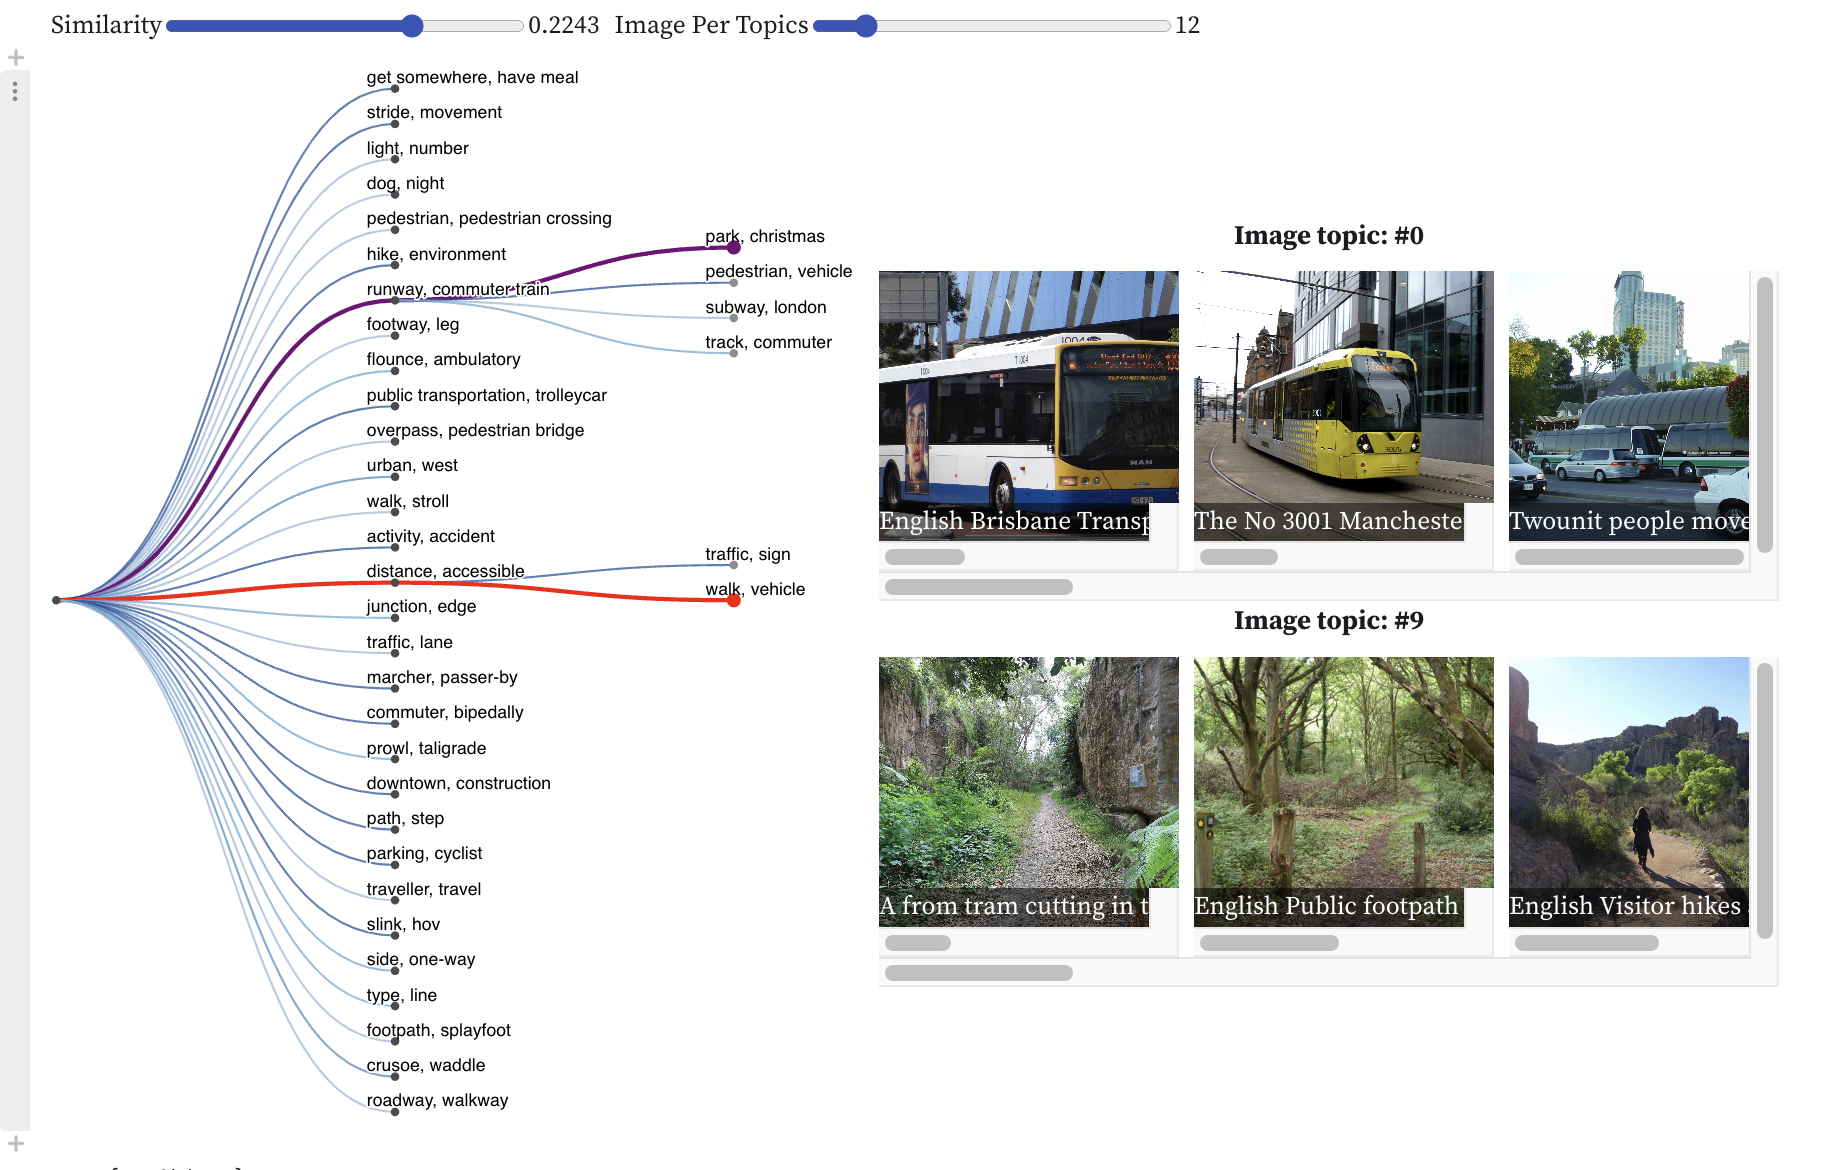 Similarity 0.2243 Image Per Topics 12
get somewhere, have meal
stride, movement
light, number
dog, night
pedestrian, pedestrian crossing
hike, environment
runway, commuter train
footway, leg
flounce, ambulatory
public transportation, trolleycar
overpass, pedestrian bridge
urban, west
walk, stroll
activity, accident
distance, accessible
junction, edge
traffic, lane
marcher, passer-by
commuter, bipedally
prowl, taligrade
downtown, construction
path, step
parking, cyclist
traveller, travel
slink, hov
side, one-way
type, line
footpath, splayfoot
crusoe, waddle
roadway, walkway
park, christmas
pedestrian, vehicle
subway, london
track, commuter
traffic, sign
walk, vehicle
Image topic: #0
1004
T1004
MAN
3001
English Brisbane Transp
The No 3001 Mancheste
Twounit people move
Image topic: #9
A from tram cutting in t
English Public footpath
English Visitor hikes